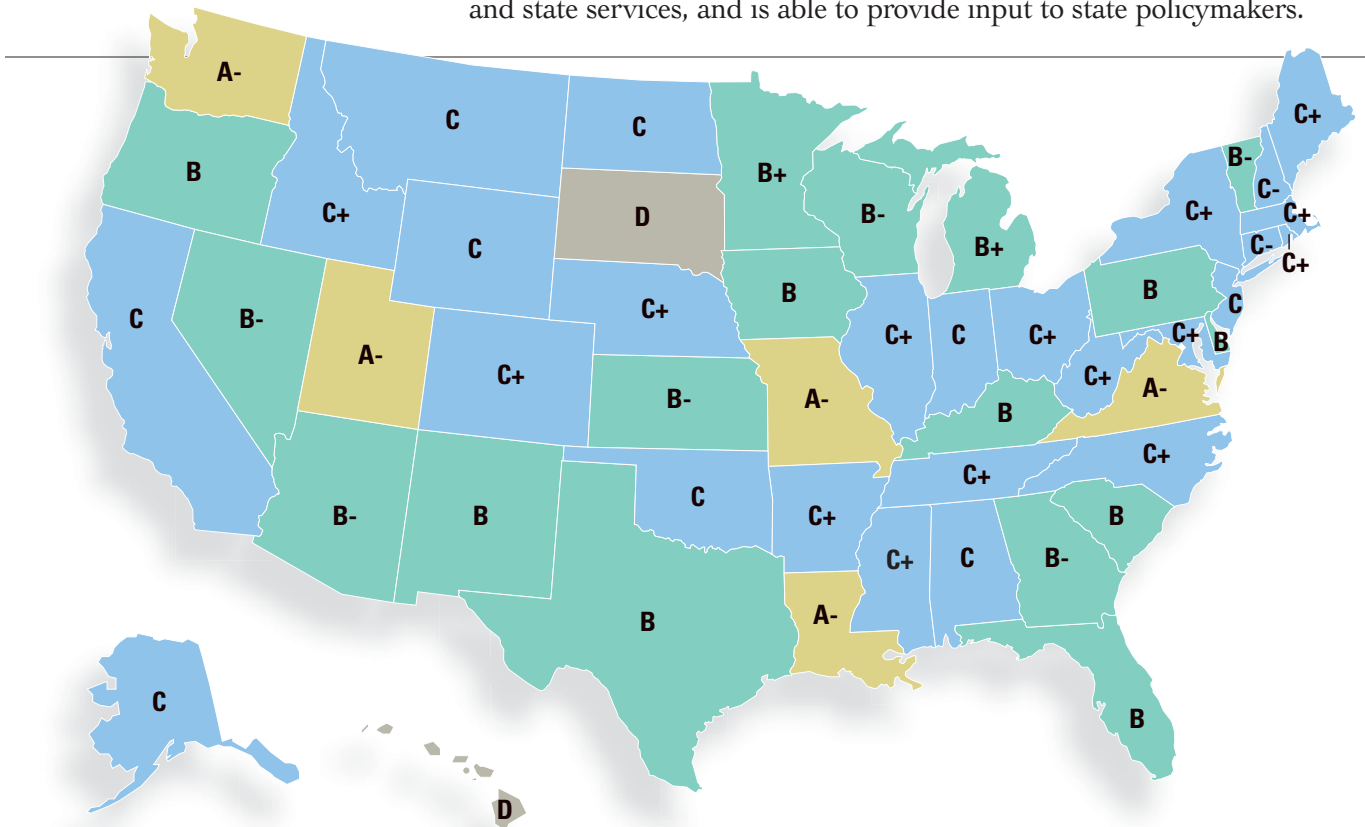 and state services, and is able to provide input to state policymakers.
A-
C
C
C+
B
B+
B-
C-
C+
D
B-
C+
C+
C+
C
B+
C-
C+
B
B
C
C
B-
C+
C+
C
C+
C+
B
A-
C+
C+
A-
B-
A-
B
C+
C+
C
B-
B
C+
B
C+
C
B-
B
A-
C
B
D